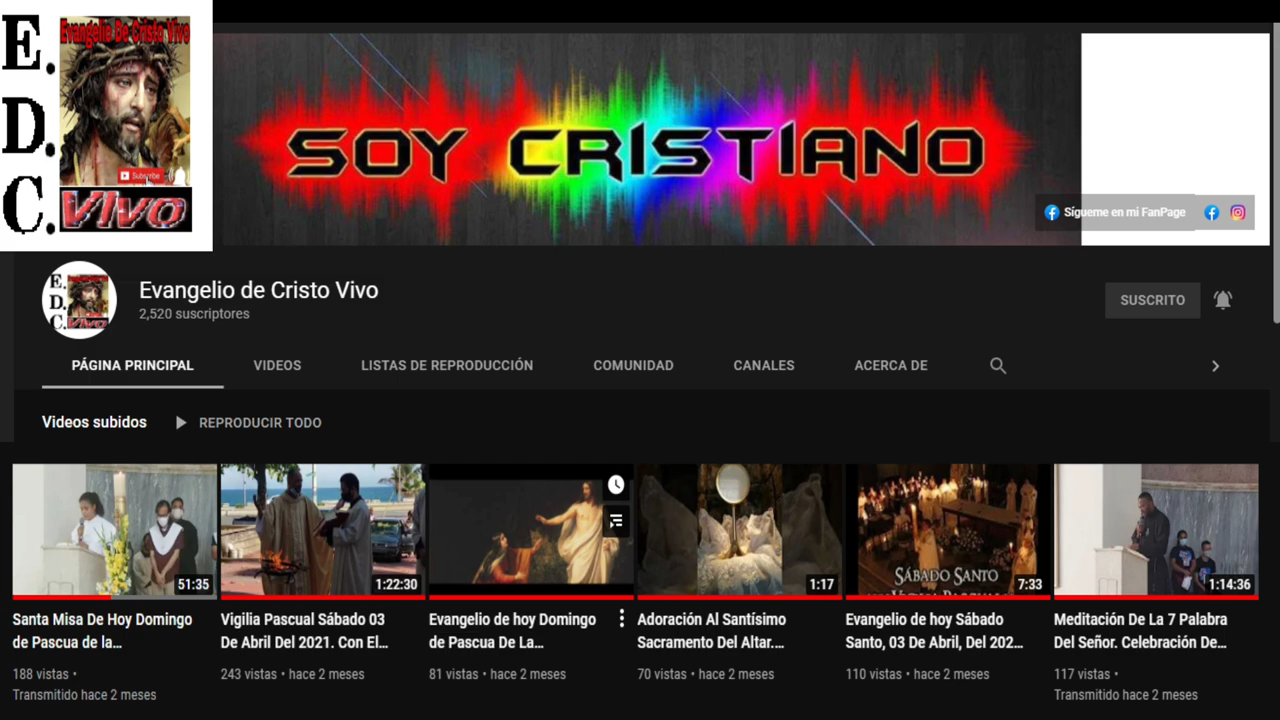 E.
D.
C.
Evangelio De Cristo Vivo
Subscribe
Vivo
SOY CRISTIANO
Sígueme en mi FanPage
Evangelio de Cristo Vivo
2,520 suscriptores
SUSCRITO
PÁGINA PRINCIPAL
VIDEOS
LISTAS DE REPRODUCCIÓN
COMUNIDAD
CANALES
ACERCA DE
Videos subidos
REPRODUCIR TODO
51:35
1:22:30
1:17
SÁBADO SANTO
7:33
1:14:36
Santa Misa De Hoy Domingo
de Pascua de la...
188 vistas •
Transmitido hace 2 meses
Vigilia Pascual Sábado 03
De Abril Del 2021. Con El...
243 vistas • hace 2 meses
Evangelio de hoy Domingo
de Pascua De La...
81 vistas • hace 2 meses
Adoración Al Santísimo
Sacramento Del Altar....
70 vistas • hace 2 meses
Evangelio de hoy Sábado
Santo, 03 De Abril, Del 202...
110 vistas • hace 2 meses
Meditación De La 7 Palabra
Del Señor. Celebración De...
117 vistas •
Transmitido hace 2 meses